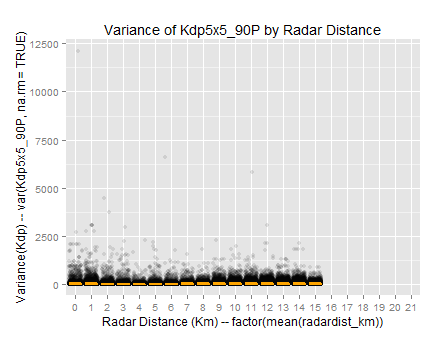 Variance of Kdp5x5_90P by Radar Distance
12500
10000
7500
5000
2500
0
Variance(Kdp) -- var(Kdp5x5_90P, na.rm = TRUE)
0 1 2 3 4 5 6 7 8 9 10 11 12 13 14 15 16 17 18 19 20 21
Radar Distance (Km) -- factor(mean(radardist_km))